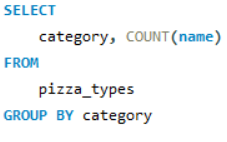 SELECT
    category, COUNT(name)
FROM
    pizza_types
GROUP BY category